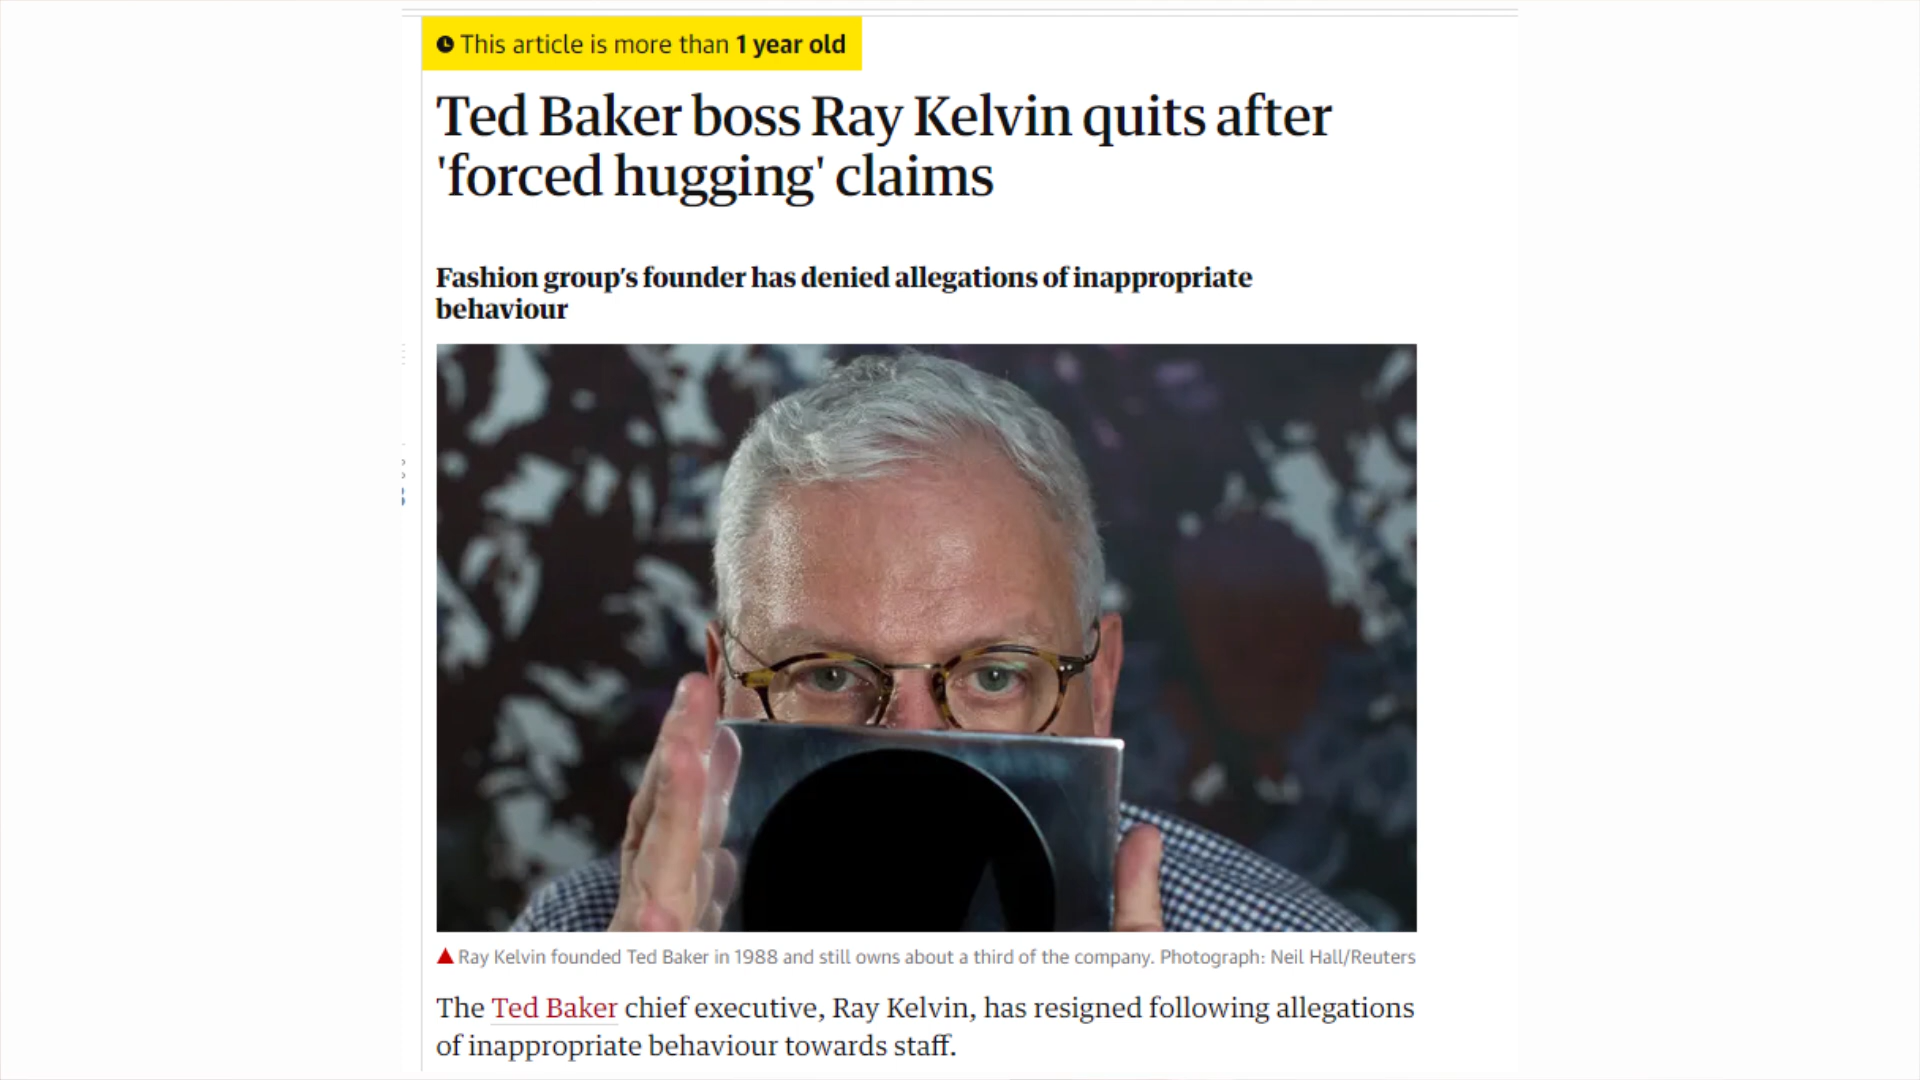 This article is more than 1 year old
Ted Baker boss Ray Kelvin quits after
'forced hugging' claims
Fashion group's founder has denied allegations of inappropriate
behaviour
Ray Kelvin founded Ted Baker in 1988 and still owns about a third of the company. Photograph: Neil Hall/Reuters
The Ted Baker chief executive, Ray Kelvin, has resigned following allegations
of inappropriate behaviour towards staff.